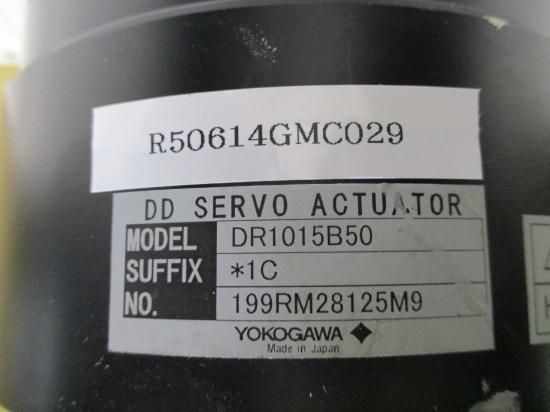 R50614GMC029
DD SERVO ACTUATOR
MODEL DR1015B50
SUFFIX *1C
NO. 199RM28125M9
YOKOGAWA
Made in Japan